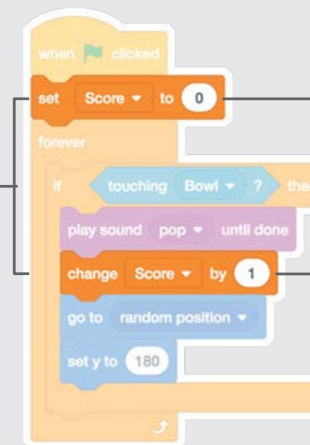 when clicked
set Score to 0
forever
if touching Bowl ? the
play sound pop until done
change Score by 1
go to random position
set y to 180